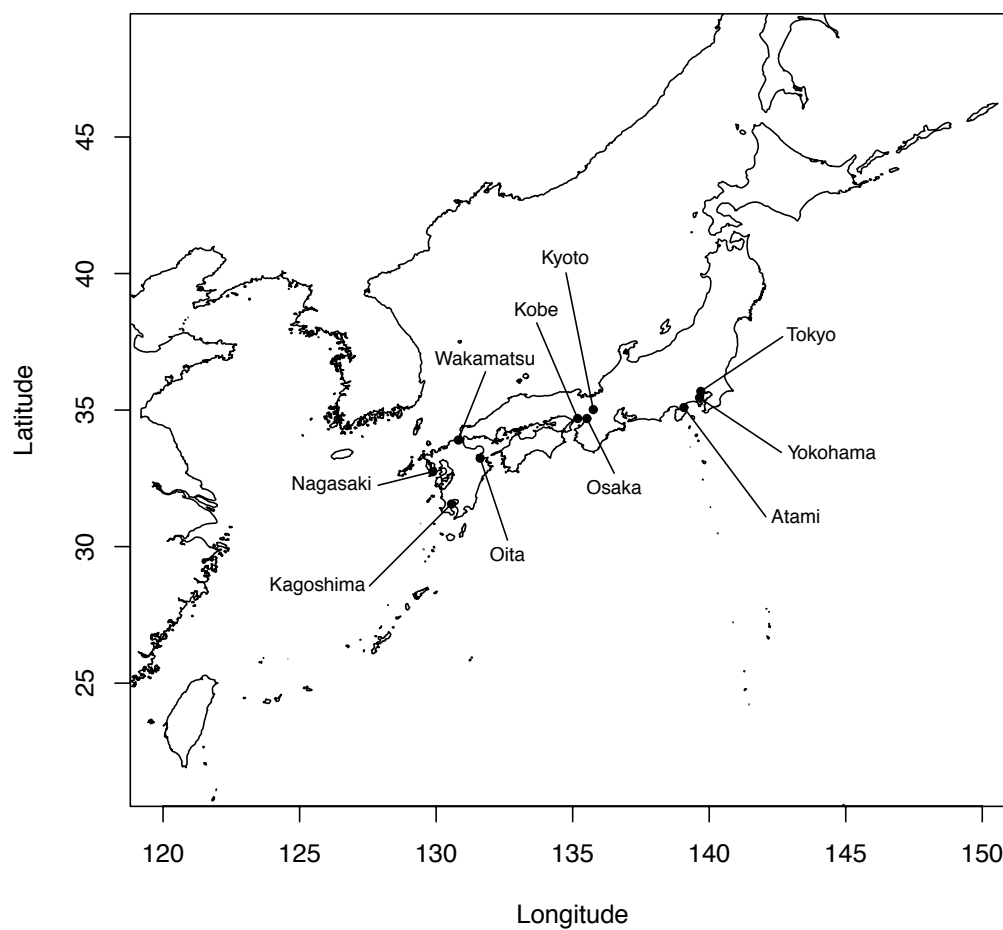 45
40
35
30
25
Latitude
Kyoto
Kobe
Tokyo
Wakamatsu
Yokohama
Nagasaki
Osaka
Atami
Oita
Kagoshima
120
125
130
135
140
145
150
Longitude